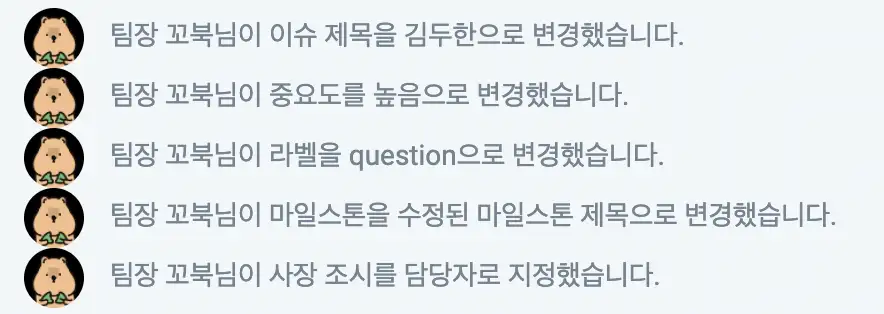 팀장 꼬북님이 이슈 제목을 김두한으로 변경했습니다.
팀장 꼬북님이 중요도를 높음으로 변경했습니다.
팀장 꼬북님이 라벨을 question으로 변경했습니다.
팀장 꼬북님이 마일스톤을 수정된 마일스톤 제목으로 변경했습니다.
팀장 꼬북님이 사장 조시를 담당자로 지정했습니다.